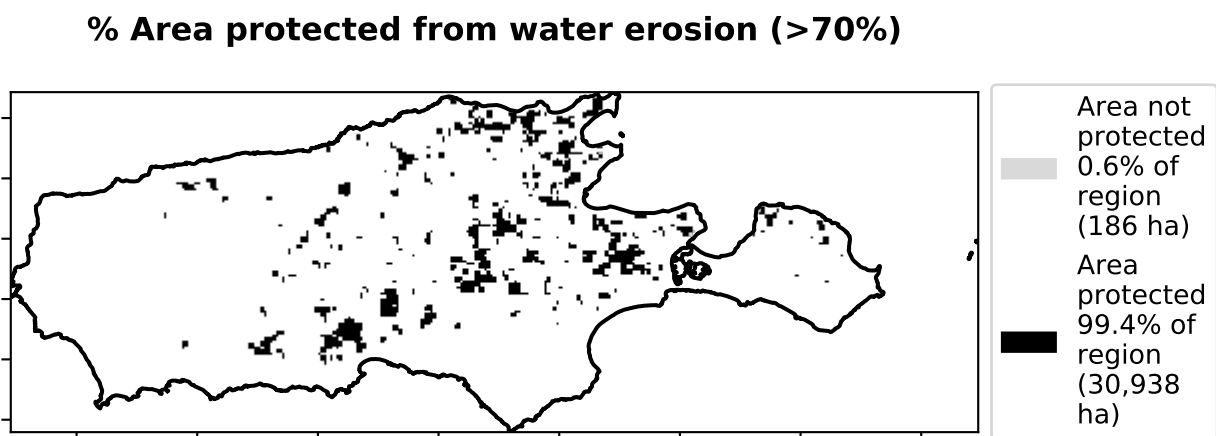 % Area protected from water erosion (>70%)
Area not
protected
0.6% of
region
(186 ha)
Area
protected
99.4% of
region
(30,938
ha)